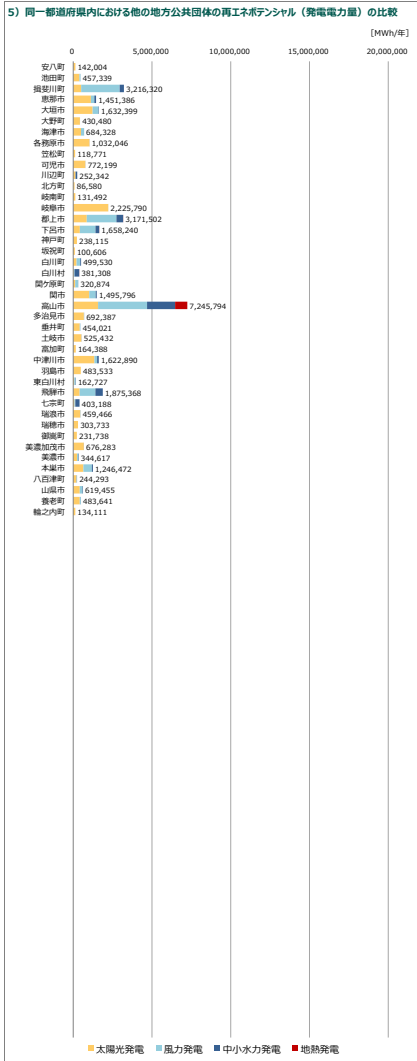 5）同一都道府県内における他の地方公共団体の再エネポテンシャル（発電電力量）の比較
[MWh/年]
0 5,000,000 10,000,000 15,000,000 20,000,000
安八町 142,004
池田町 457,339
揖斐川町 3,216,320
恵那市 1,451,386
大垣市 1,632,399
大野町 430,480
海津市 684,328
各務原市 1,032,046
笠松町 118,771
可児市 772,199
川辺町 252,342
北方町 86,580
岐南町 131,492
岐阜市 2,225,790
郡上市 3,171,502
下呂市 1,658,240
神戸町 238,115
坂祝町 100,606
白川町 499,530
白川村 381,308
関ケ原町 320,874
関市 1,495,796
高山市 7,245,794
多治見市 692,387
垂井町 454,021
土岐市 525,432
富加町 164,388
中津川市 1,622,890
羽島市 483,533
東白川村 162,727
飛騨市 1,875,368
七宗町 403,188
瑞浪市 459,466
瑞穂市 303,733
御嵩町 231,738
美濃加茂市 676,283
美濃市 344,617
本巣市 1,246,472
八百津町 244,293
山県市 619,455
養老町 483,641
輪之内町 134,111
太陽光発電 風力発電 中小水力発電 地熱発電